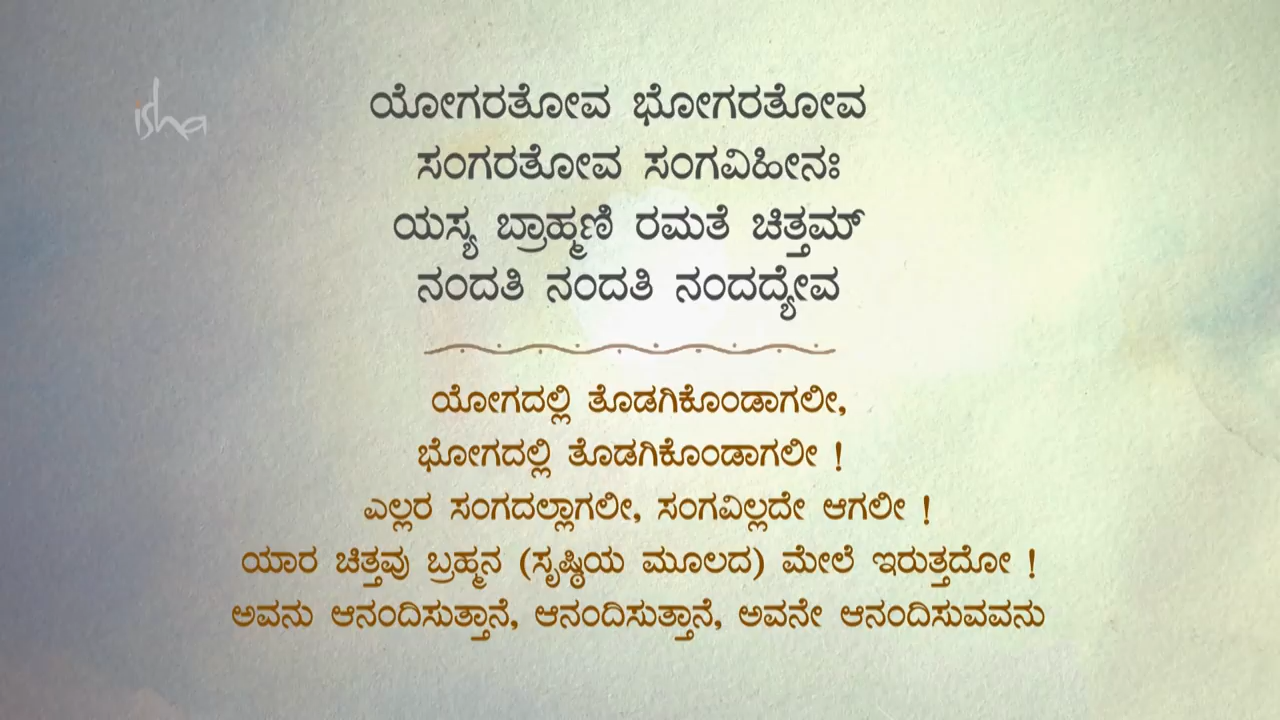 isha
ಯೋಗರತೋವ ಭೋಗರತೋವ
ಸಂಗರತೋವ ಸಂಗವಿಹೀನಃ
ಯಸ್ಯ ಬ್ರಾಹ್ಮಣಿ ರಮತೆ ಚಿತ್ತಮ್
ನಂದತಿ ನಂದತಿ ನಂದದ್ಯೇವ
ಯೋಗದಲ್ಲಿ ತೊಡಗಿಕೊಂಡಾಗಲೀ,
ಭೋಗದಲ್ಲಿ ತೊಡಗಿಕೊಂಡಾಗಲೀ !
ಎಲ್ಲರ ಸಂಗದಲ್ಲಾಗಲೀ, ಸಂಗವಿಲ್ಲದೇ ಆಗಲೀ !
ಯಾರ ಚಿತ್ತವು ಬ್ರಹ್ಮನ (ಸೃಷ್ಠಿಯ ಮೂಲದ) ಮೇಲೆ ಇರುತ್ತದೋ !
ಅವನು ಆನಂದಿಸುತ್ತಾನೆ, ಆನಂದಿಸುತ್ತಾನೆ, ಅವನೇ ಆನಂದಿಸುವವನು